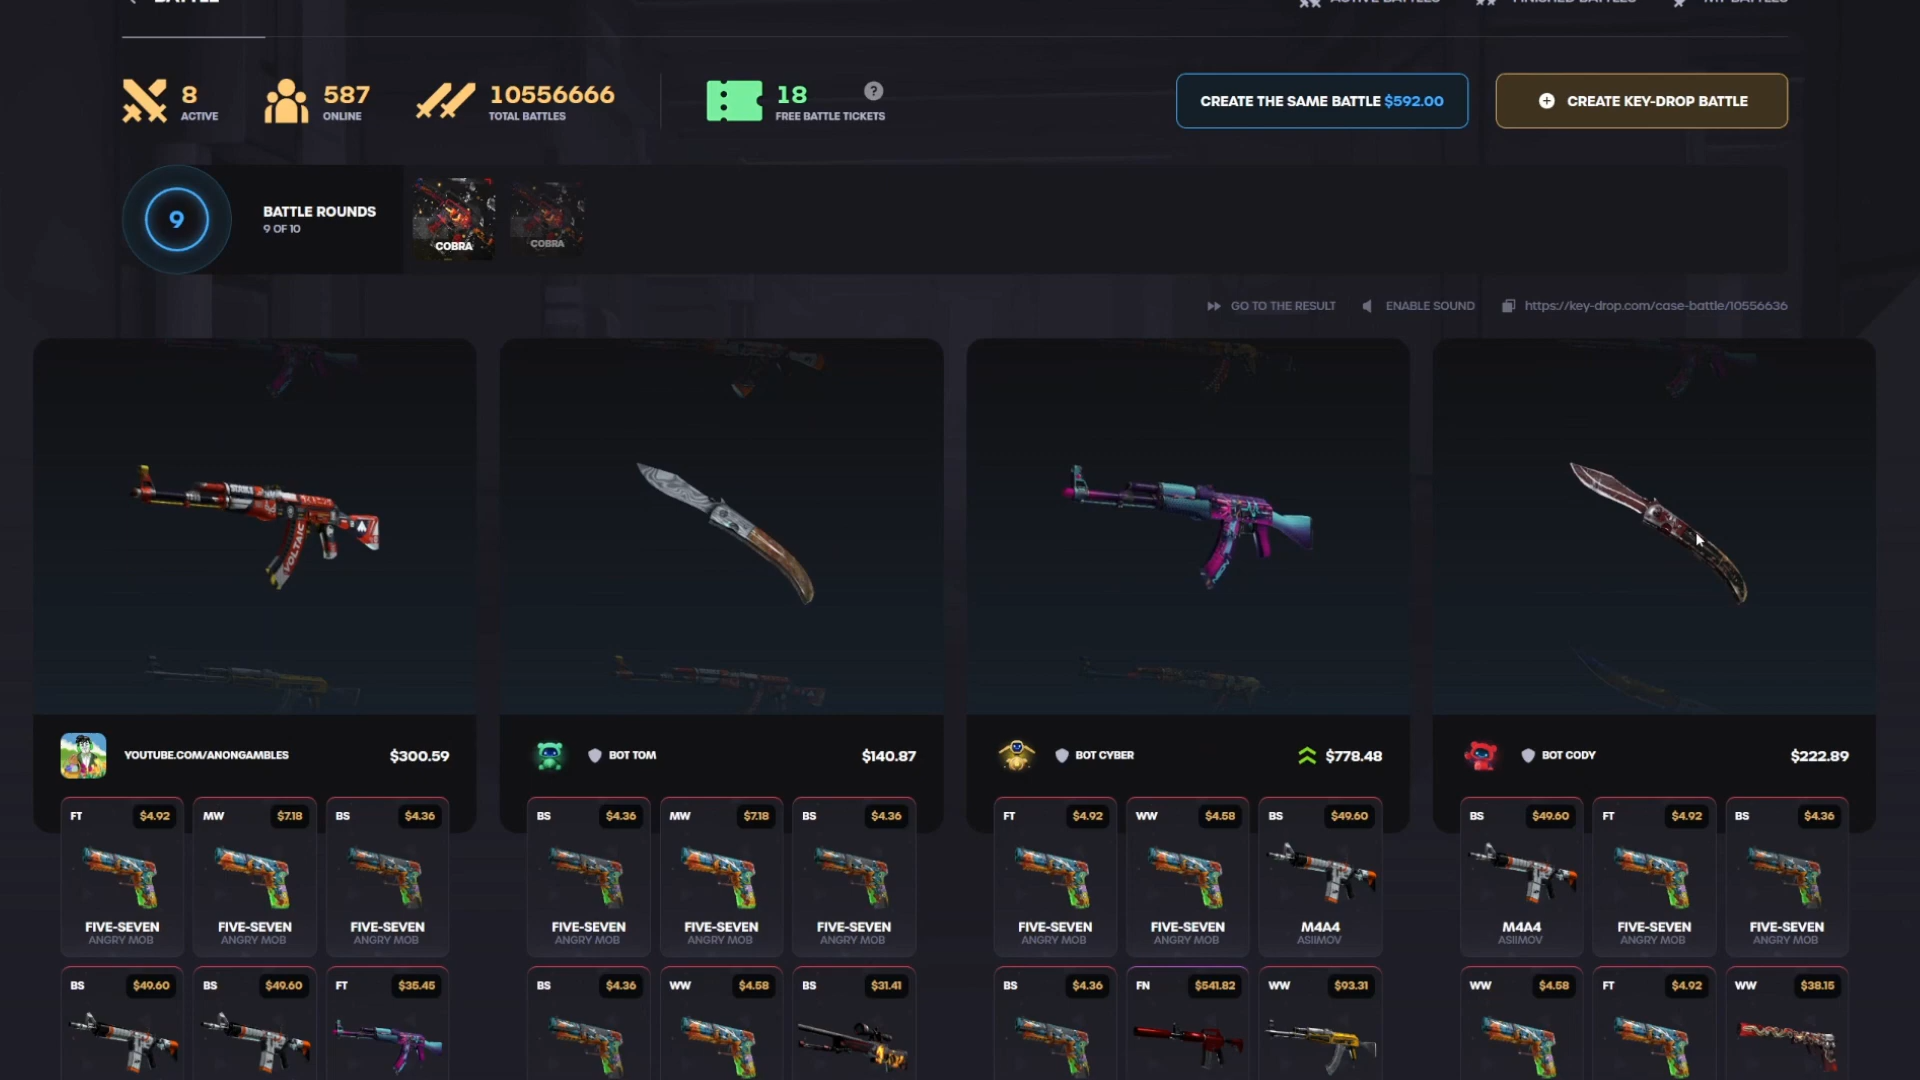 BATTLE
ACTIVE BATTLES
FINISHED BATTLES
MY BATTLES
8
ACTIVE
587
ONLINE
10556666
TOTAL BATTLES
18
FREE BATTLE TICKETS
?
CREATE THE SAME BATTLE $592.00
CREATE KEY-DROP BATTLE
9
BATTLE ROUNDS
9 OF 10
COBRA
COBRA
GO TO THE RESULT
ENABLE SOUND
https://key-drop.com/case-battle/10556636
VOLTAIC
YOUTUBE.COM/ANONGAMBLES
$300.59
BOT TOM
$140.87
BOT CYBER
$778.48
BOT CODY
$222.89
FT $4.92
FIVE-SEVEN
ANGRY MOB
MW $7.18
FIVE-SEVEN
ANGRY MOB
BS $4.36
FIVE-SEVEN
ANGRY MOB
BS $4.36
FIVE-SEVEN
ANGRY MOB
MW $7.18
FIVE-SEVEN
ANGRY MOB
BS $4.36
FIVE-SEVEN
ANGRY MOB
FT $4.92
FIVE-SEVEN
ANGRY MOB
WW $4.58
FIVE-SEVEN
ANGRY MOB
BS $49.60
M4A4
ASIIMOV
BS $49.60
M4A4
ASIIMOV
FT $4.92
FIVE-SEVEN
ANGRY MOB
BS $4.36
FIVE-SEVEN
ANGRY MOB
BS $49.60
BS $49.60
FT $35.45
BS $4.36
WW $4.58
BS $31.41
BS $4.36
FN $541.82
WW $93.31
WW $4.58
FT $4.92
WW $38.15